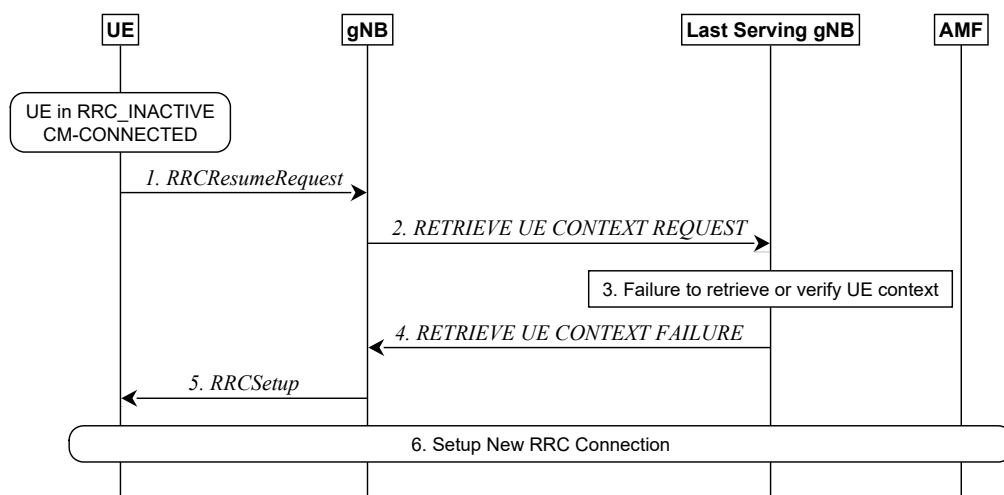 UE
gNB
Last Serving gNB
AMF
UE in RRC_INACTIVE
CM-CONNECTED
1. RRCResumeRequest
2. RETRIEVE UE CONTEXT REQUEST
3. Failure to retrieve or verify UE context
4. RETRIEVE UE CONTEXT FAILURE
5. RRCSetup
6. Setup New RRC Connection